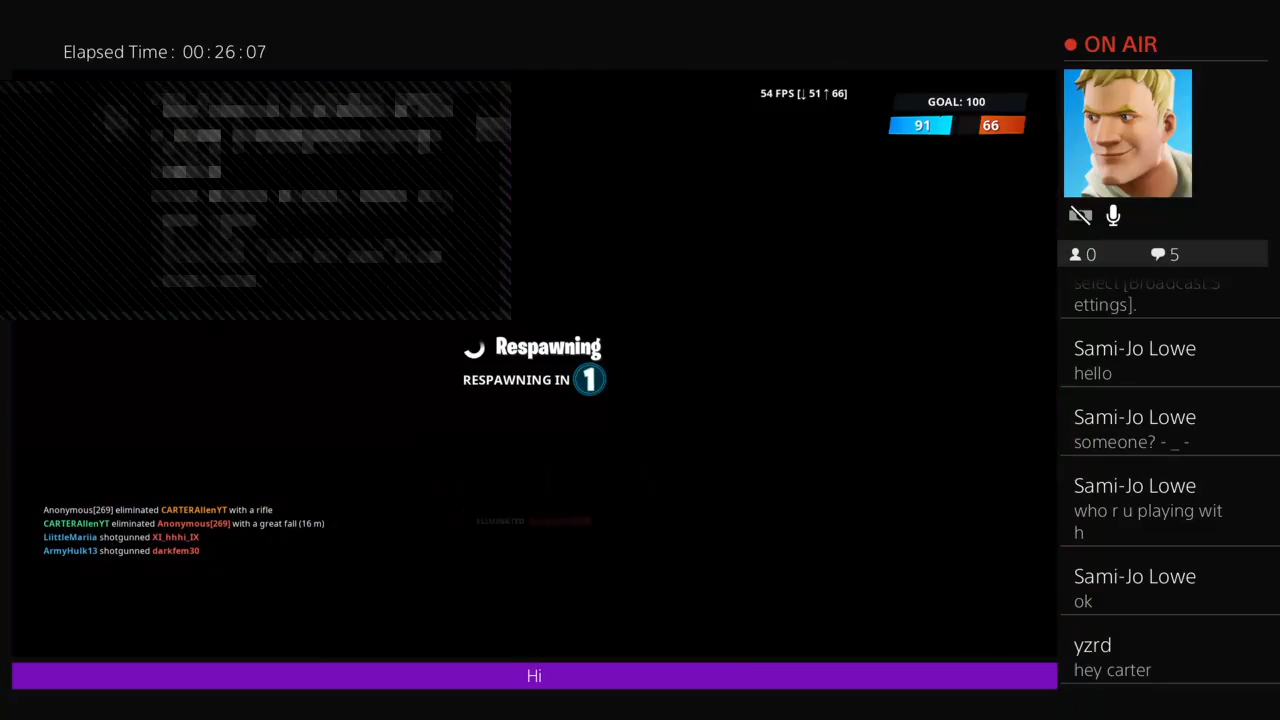 Elapsed Time: 00:26:07
ON AIR
54 FPS [↓ 51 ↑ 66]
GOAL: 100
91
66
0
5
select [Broadcast S
ettings].
Sami-Jo Lowe
hello
Sami-Jo Lowe
someone? - _ -
Sami-Jo Lowe
who r u playing wit
h
Sami-Jo Lowe
ok
yzrd
hey carter
Respawning
RESPAWNING IN 1
Anonymous[269] eliminated CARTERAllenYT with a rifle
CARTERAllenYT eliminated Anonymous[269] with a great fall (16 m)
LiittleMariia shotgunned XI_hhhi_IX
ArmyHulk13 shotgunned darkfem30
ELIMINATED
Hi